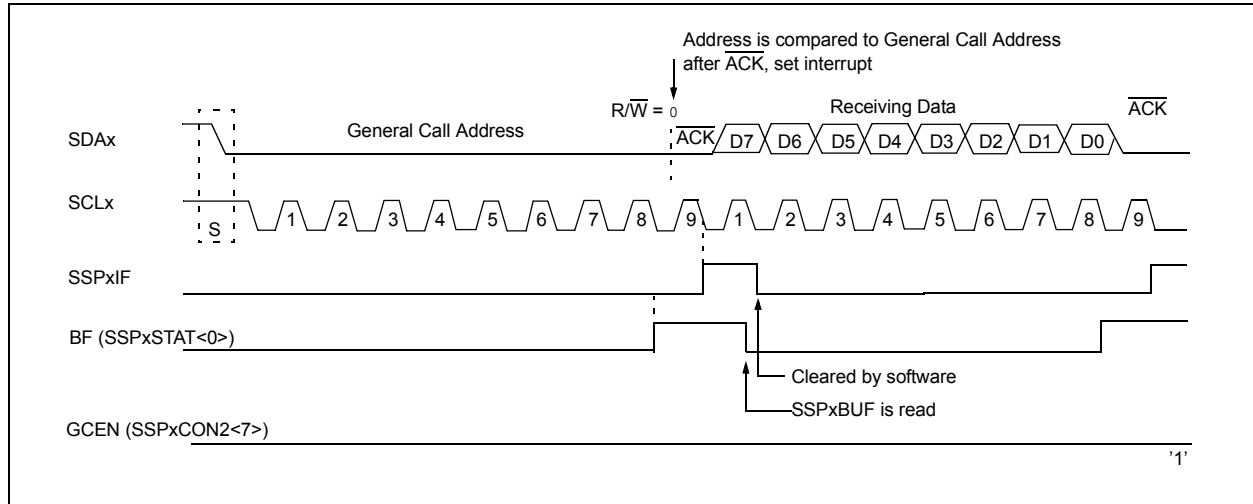 Address is compared to General Call Address
after ACK, set interrupt
R/W = 0
Receiving Data
ACK
SDAx
General Call Address
ACK
D7 D6 D5 D4 D3 D2 D1 D0
SCLx
S
1 2 3 4 5 6 7 8 9 1 2 3 4 5 6 7 8 9
SSPxIF
BF (SSPxSTAT<0>)
Cleared by software
SSPxBUF is read
GCEN (SSPxCON2<7>)
'1'